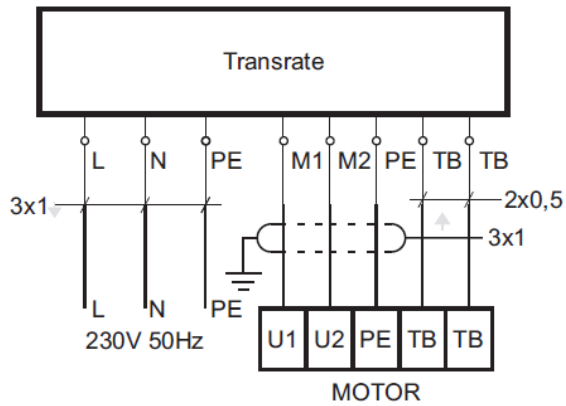 Transrate
L N PE M1 M2 PE TB TB
3x1
2x0,5
3x1
L N PE
230V 50Hz
U1 U2 PE TB TB
MOTOR